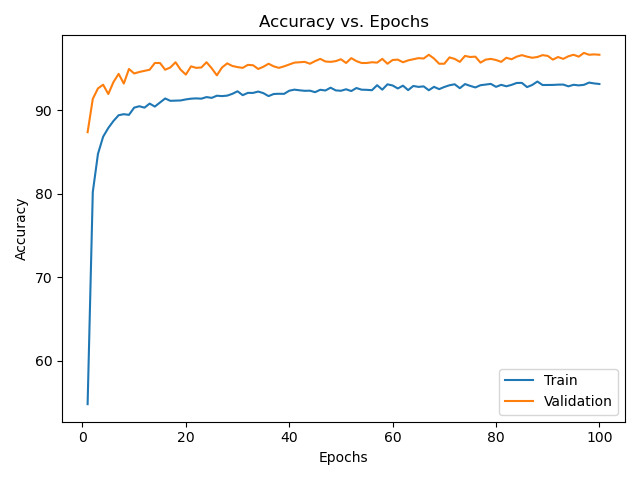 Accuracy vs. Epochs
Accuracy
90
80
70
60
0 20 40 60 80 100
Epochs
Train
Validation